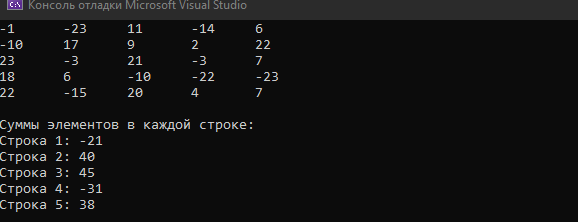 Консоль отладки Microsoft Visual Studio
-1 -23 11 -14 6
-10 17 9 2 22
23 -3 21 -3 7
18 6 -10 -22 -23
22 -15 20 4 7
Суммы элементов в каждой строке:
Строка 1: -21
Строка 2: 40
Строка 3: 45
Строка 4: -31
Строка 5: 38